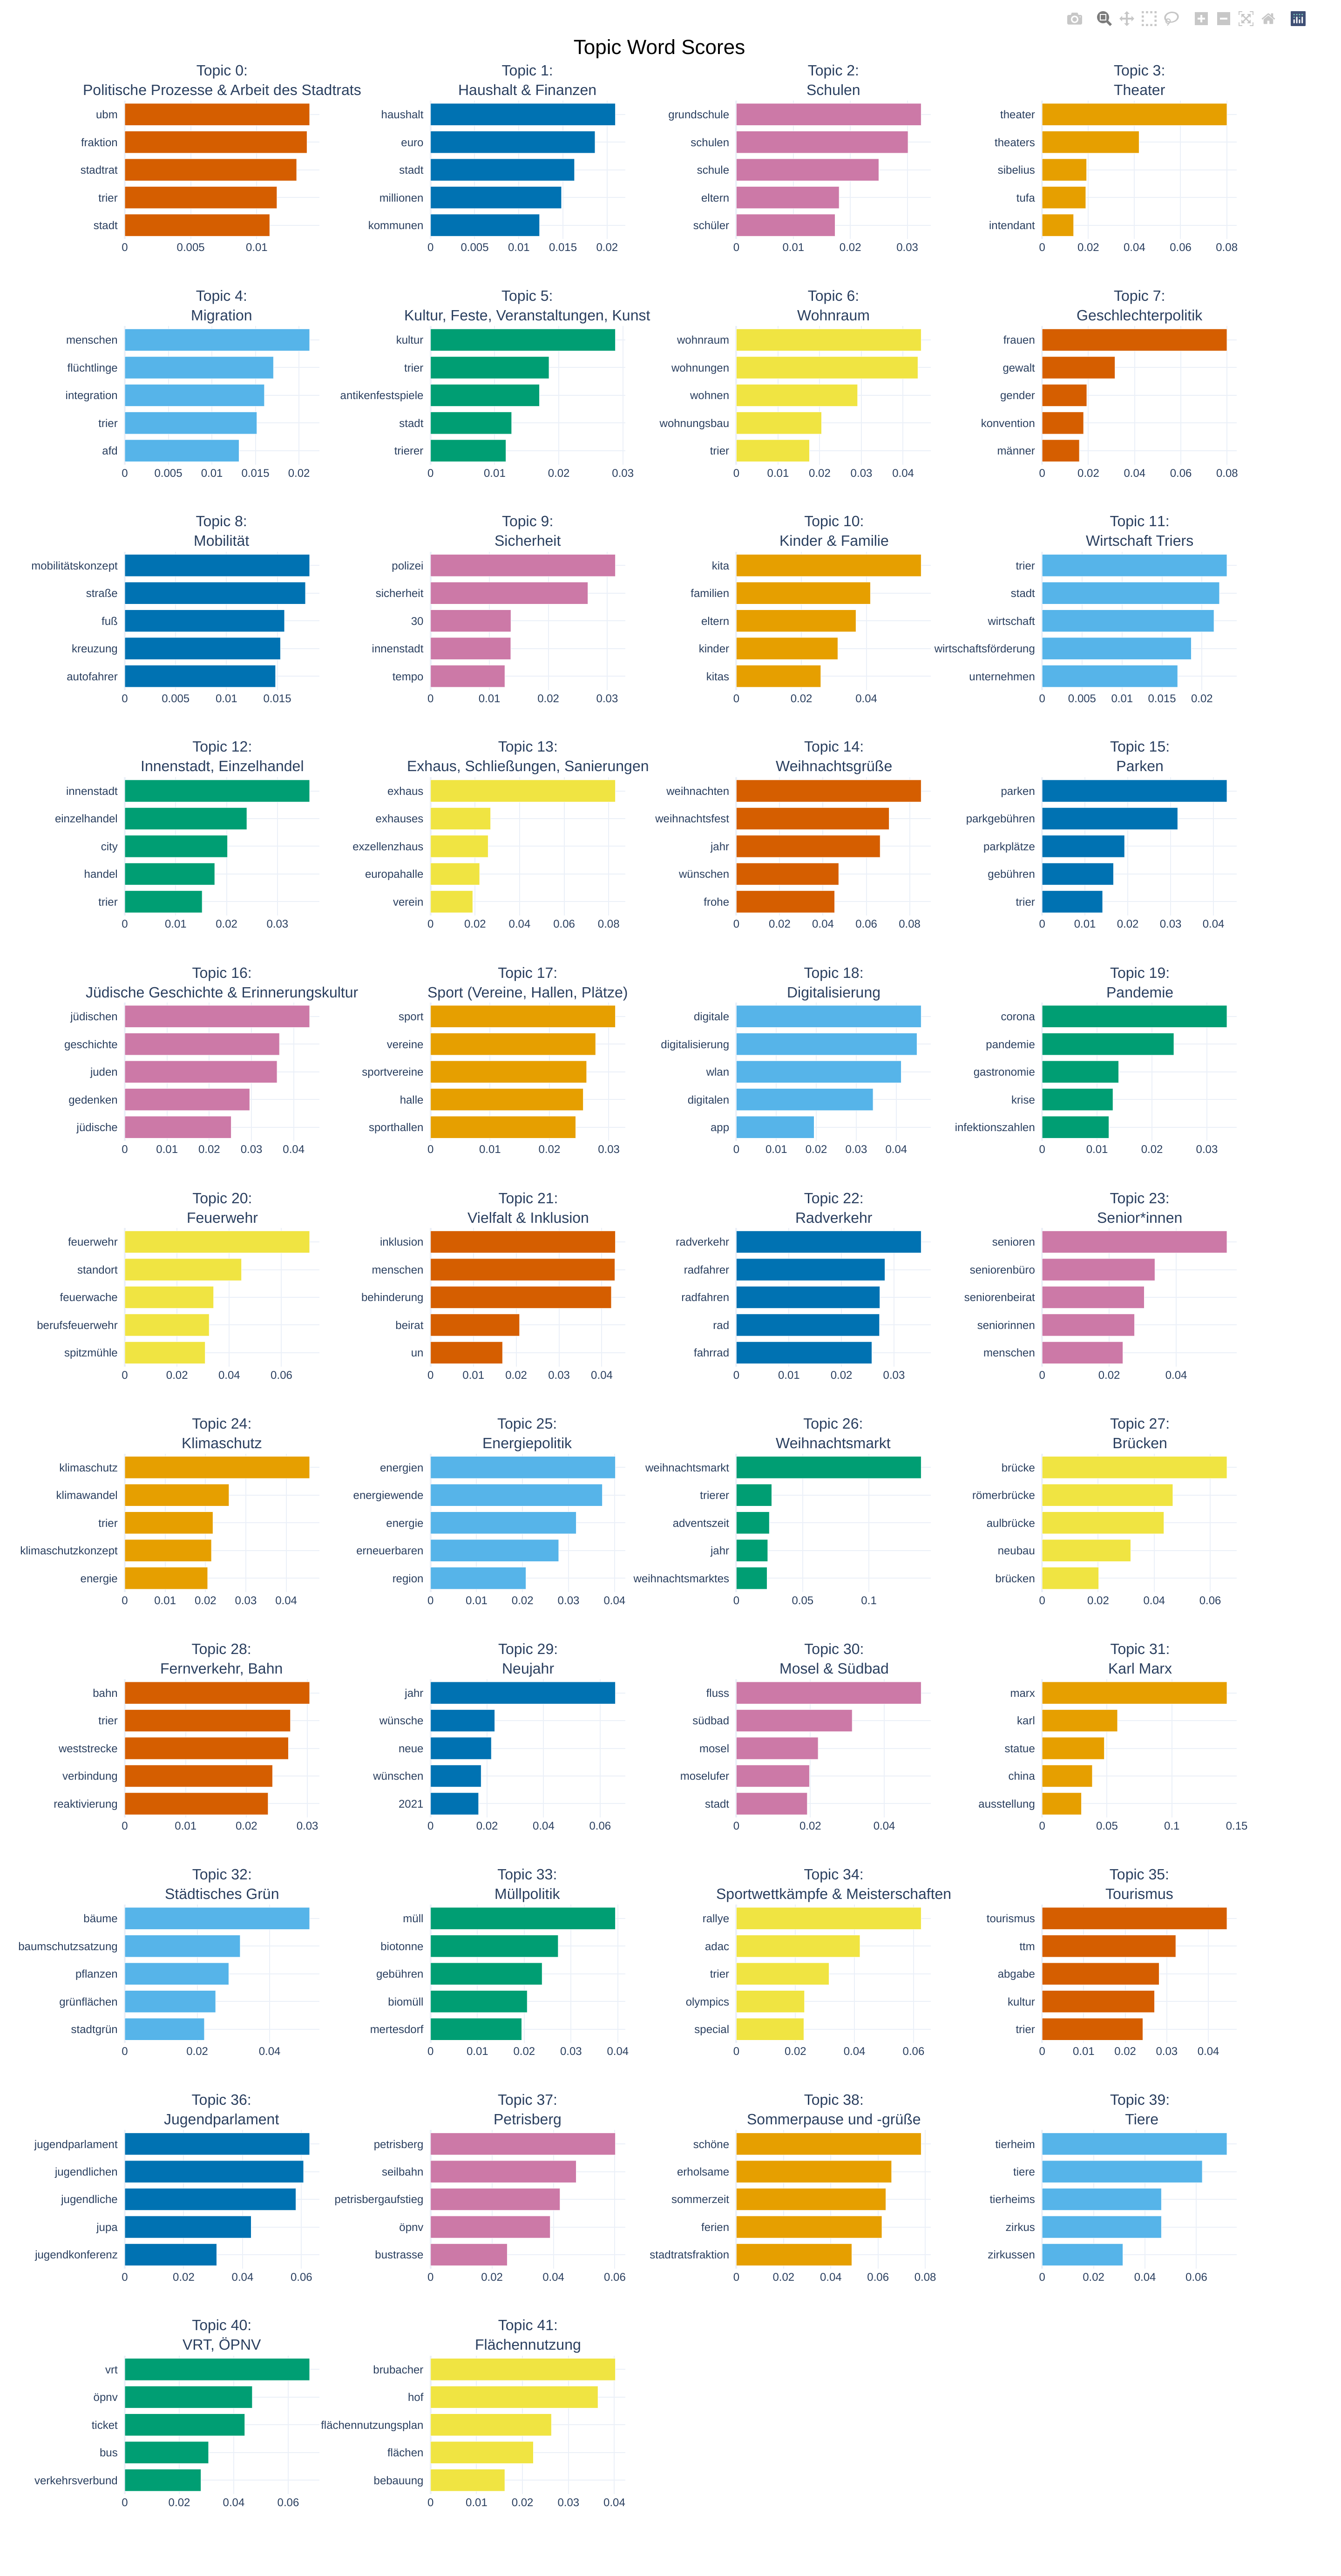 Topic Word Scores
Topic 0:
Politische Prozesse & Arbeit des Stadtrats
ubm
fraktion
stadtrat
trier
stadt
0 0.005 0.01
Topic 1:
Haushalt & Finanzen
haushalt
euro
stadt
millionen
kommunen
0 0.005 0.01 0.015 0.02
Topic 2:
Schulen
grundschule
schulen
schule
eltern
schüler
0 0.01 0.02 0.03
Topic 3:
Theater
theater
theaters
sibelius
tufa
intendant
0 0.02 0.04 0.06 0.08
Topic 4:
Migration
menschen
flüchtlinge
integration
trier
afd
0 0.005 0.01 0.015 0.02
Topic 5:
Kultur, Feste, Veranstaltungen, Kunst
kultur
trier
antikenfestspiele
stadt
trierer
0 0.01 0.02 0.03
Topic 6:
Wohnraum
wohnraum
wohnungen
wohnen
wohnungsbau
trier
0 0.01 0.02 0.03 0.04
Topic 7:
Geschlechterpolitik
frauen
gewalt
gender
konvention
männer
0 0.02 0.04 0.06 0.08
Topic 8:
Mobilität
mobilitätskonzept
straße
fuß
kreuzung
autofahrer
0 0.005 0.01 0.015
Topic 9:
Sicherheit
polizei
sicherheit
30
innenstadt
tempo
0 0.01 0.02 0.03
Topic 10:
Kinder & Familie
kita
familien
eltern
kinder
kitas
0 0.02 0.04
Topic 11:
Wirtschaft Triers
trier
stadt
wirtschaft
wirtschaftsförderung
unternehmen
0 0.005 0.01 0.015 0.02
Topic 12:
Innenstadt, Einzelhandel
innenstadt
einzelhandel
city
handel
trier
0 0.01 0.02 0.03
Topic 13:
Exhaus, Schließungen, Sanierungen
exhaus
exhauses
exzellenzhaus
europahalle
verein
0 0.02 0.04 0.06 0.08
Topic 14:
Weihnachtsgrüße
weihnachten
weihnachtsfest
jahr
wünschen
frohe
0 0.02 0.04 0.06 0.08
Topic 15:
Parken
parken
parkgebühren
parkplätze
gebühren
trier
0 0.01 0.02 0.03 0.04
Topic 16:
Jüdische Geschichte & Erinnerungskultur
jüdischen
geschichte
juden
gedenken
jüdische
0 0.01 0.02 0.03 0.04
Topic 17:
Sport (Vereine, Hallen, Plätze)
sport
vereine
sportvereine
halle
sporthallen
0 0.01 0.02 0.03
Topic 18:
Digitalisierung
digitale
digitalisierung
wlan
digitalen
app
0 0.01 0.02 0.03 0.04
Topic 19:
Pandemie
corona
pandemie
gastronomie
krise
infektionszahlen
0 0.01 0.02 0.03
Topic 20:
Feuerwehr
feuerwehr
standort
feuerwache
berufsfeuerwehr
spitzmühle
0 0.02 0.04 0.06
Topic 21:
Vielfalt & Inklusion
inklusion
menschen
behinderung
beirat
un
0 0.01 0.02 0.03 0.04
Topic 22:
Radverkehr
radverkehr
radfahrer
radfahren
rad
fahrrad
0 0.01 0.02 0.03
Topic 23:
Senior*innen
senioren
seniorenbüro
seniorenbeirat
seniorinnen
menschen
0 0.02 0.04
Topic 24:
Klimaschutz
klimaschutz
klimawandel
trier
klimaschutzkonzept
energie
0 0.01 0.02 0.03 0.04
Topic 25:
Energiepolitik
energien
energiewende
energie
erneuerbaren
region
0 0.01 0.02 0.03 0.04
Topic 26:
Weihnachtsmarkt
weihnachtsmarkt
trierer
adventszeit
jahr
weihnachtsmarktes
0 0.05 0.1
Topic 27:
Brücken
brücke
römerbrücke
aulbrücke
neubau
brücken
0 0.02 0.04 0.06
Topic 28:
Fernverkehr, Bahn
bahn
trier
weststrecke
verbindung
reaktivierung
0 0.01 0.02 0.03
Topic 29:
Neujahr
jahr
wünsche
neue
wünschen
2021
0 0.02 0.04 0.06
Topic 30:
Mosel & Südbad
fluss
südbad
mosel
moselufer
stadt
0 0.02 0.04
Topic 31:
Karl Marx
marx
karl
statue
china
ausstellung
0 0.05 0.1 0.15
Topic 32:
Städtisches Grün
bäume
baumschutzsatzung
pflanzen
grünflächen
stadtgrün
0 0.02 0.04
Topic 33:
Müllpolitik
müll
biotonne
gebühren
biomüll
mertesdorf
0 0.01 0.02 0.03 0.04
Topic 34:
Sportwettkämpfe & Meisterschaften
rallye
adac
trier
olympics
special
0 0.02 0.04 0.06
Topic 35:
Tourismus
tourismus
ttm
abgabe
kultur
trier
0 0.01 0.02 0.03 0.04
Topic 36:
Jugendparlament
jugendparlament
jugendlichen
jugendliche
jupa
jugendkonferenz
0 0.02 0.04 0.06
Topic 37:
Petrisberg
petrisberg
seilbahn
petrisbergaufstieg
öpnv
bustrasse
0 0.02 0.04 0.06
Topic 38:
Sommerpause und -grüße
schöne
erholsame
sommerzeit
ferien
stadtratsfraktion
0 0.02 0.04 0.06 0.08
Topic 39:
Tiere
tierheim
tiere
tierheims
zirkus
zirkussen
0 0.02 0.04 0.06
Topic 40:
VRT, ÖPNV
vrt
öpnv
ticket
bus
verkehrsverbund
0 0.02 0.04 0.06
Topic 41:
Flächennutzung
brubacher
hof
flächennutzungsplan
flächen
bebauung
0 0.01 0.02 0.03 0.04